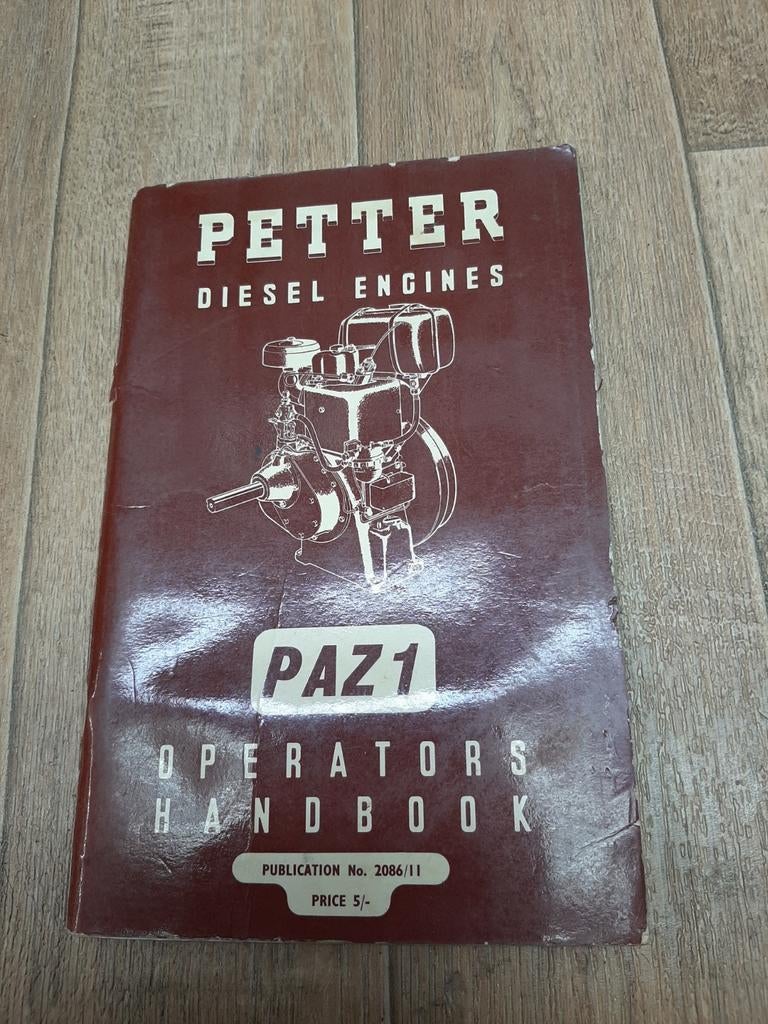 PETTER
DIESEL ENGINES
PAZ1
OPERATORS
HANDBOOK
PUBLICATION No. 2086/11
PRICE 5/-